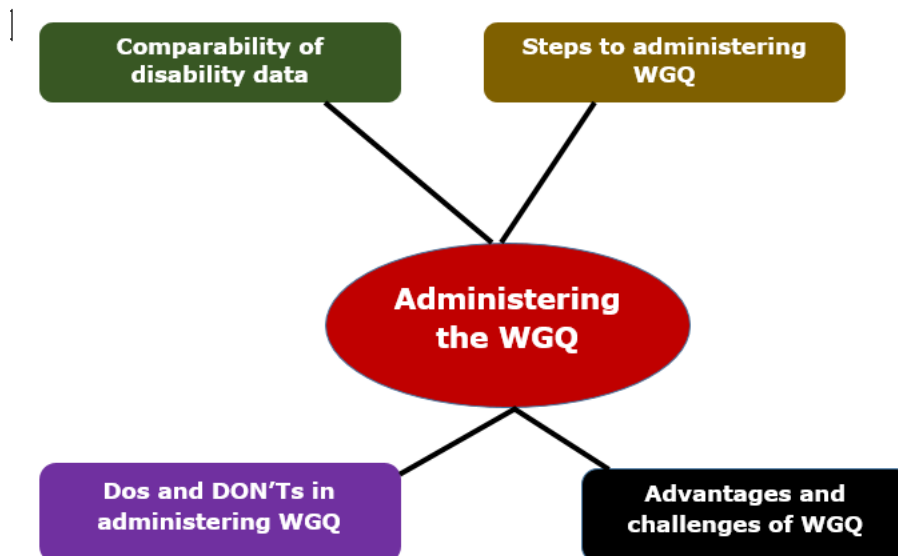 Comparability of
disability data
Steps to administering
WGQ
Administering
the WGQ
Dos and DON'Ts in
administering WGQ
Advantages and
challenges of WGQ